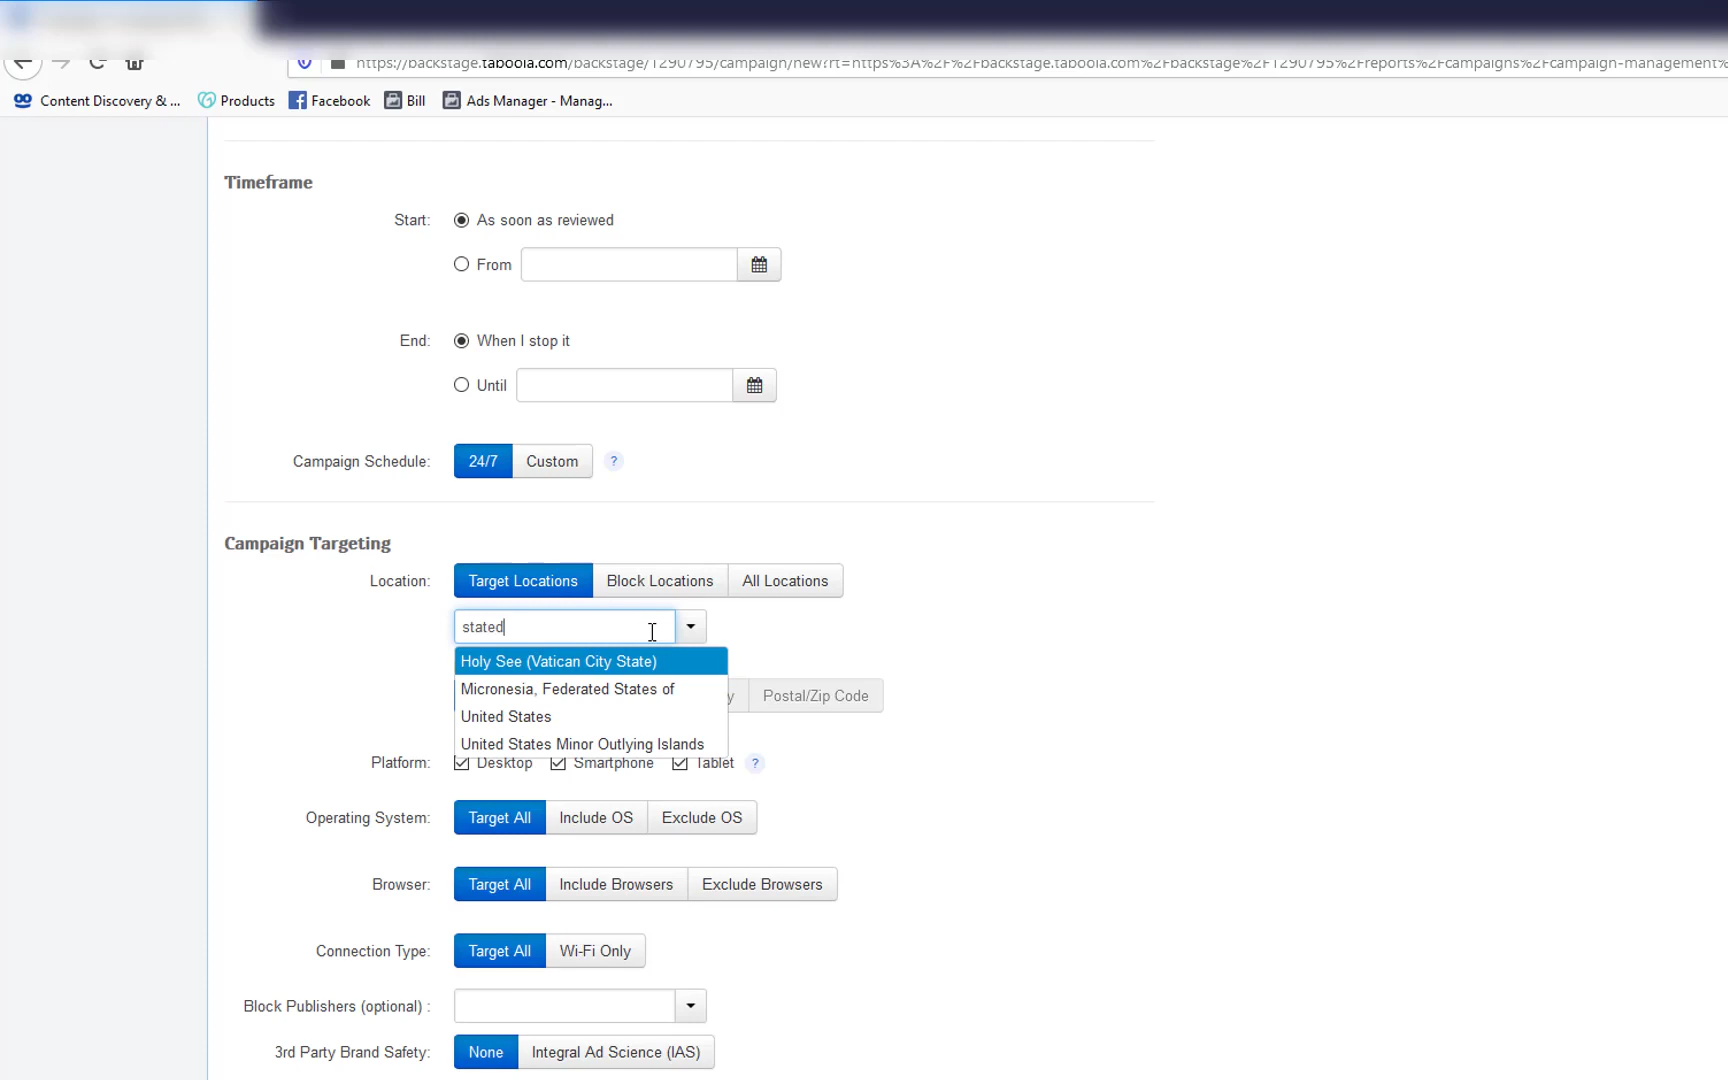 https://backstage.taboola.com/backstage/1290795/campaign/new?rt=https%3A%2F%2Fbackstage.taboola.com%2Fbackstage%2F1290795%2Freports%2Fcampaigns%2Fcampaign-management%
Content Discovery & ... Products Facebook Bill Ads Manager - Manag...
Timeframe
Start: As soon as reviewed
From
End: When I stop it
Until
Campaign Schedule: 24/7 Custom ?
Campaign Targeting
Location: Target Locations Block Locations All Locations
stated
Holy See (Vatican City State)
Micronesia, Federated States of
y Postal/Zip Code
United States
United States Minor Outlying Islands
Platform: Desktop Smartphone Tablet ?
Operating System: Target All Include OS Exclude OS
Browser: Target All Include Browsers Exclude Browsers
Connection Type: Target All Wi-Fi Only
Block Publishers (optional) :
3rd Party Brand Safety: None Integral Ad Science (IAS)